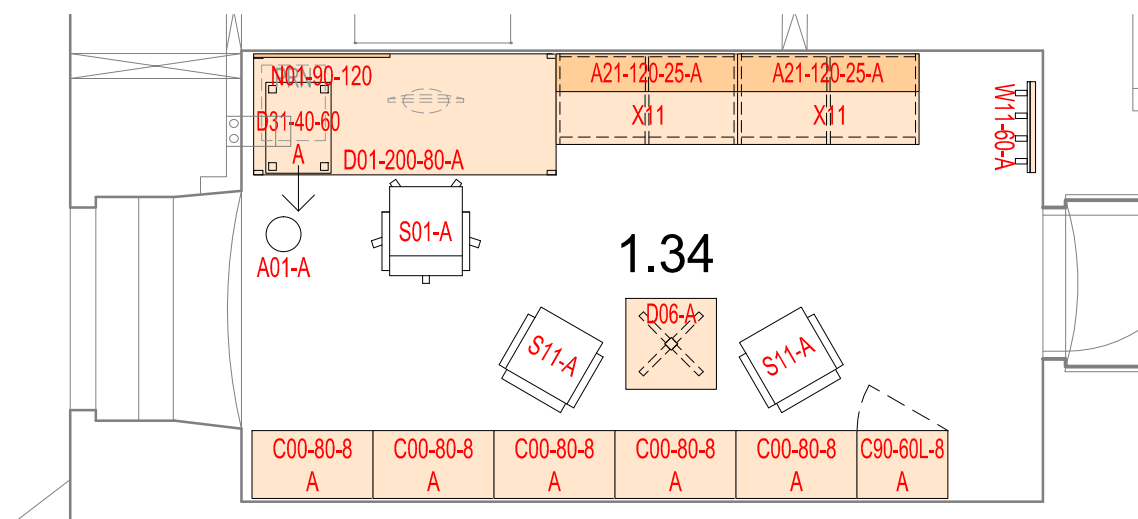 N01-90-120
PRN
D31-40-60
A
D01-200-80-A
A21-120-25-A
A21-120-25-A
X11
X11
W11-60-A
A01-A
S01-A
1.34
D06-A
S11-A
S11-A
C00-80-8
A
C00-80-8
A
C00-80-8
A
C00-80-8
A
C00-80-8
A
C90-60L-8
A